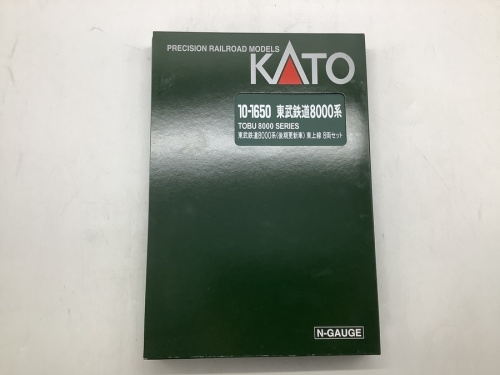 PRECISION RAILROAD MODELS
KATO
10-1650 東武鉄道8000系
TOBU 8000 SERIES
東武鉄道8000系(後期更新車) 東上線 8両セット
N-GAUGE